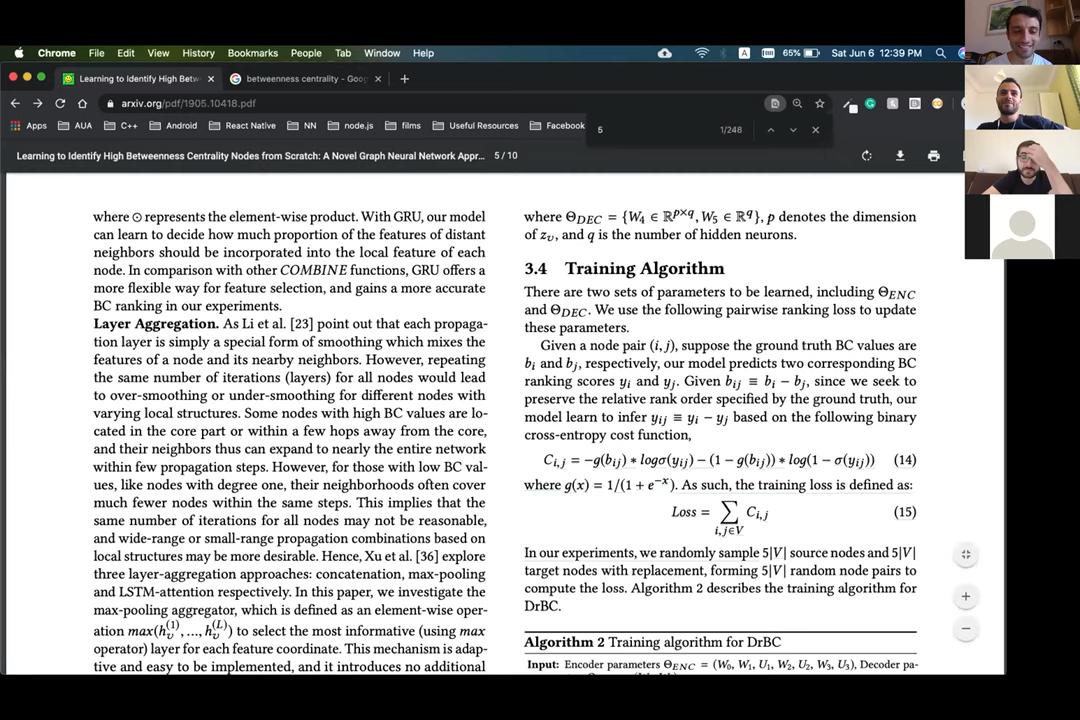 Chrome File Edit View History Bookmarks People Tab Window Help
A 65% Sat Jun 6 12:39 PM
Learning to Identify High Betw
betweenness centrality - Goog
arxiv.org/pdf/1905.10418.pdf
Apps AUA C++ Android React Native NN node.js films Useful Resources Facebook
5 1/248
Learning to Identify High Betweenness Centrality Nodes from Scratch: A Novel Graph Neural Network Appr... 5 / 10
where ⊙ represents the element-wise product. With GRU, our model
can learn to decide how much proportion of the features of distant
neighbors should be incorporated into the local feature of each
node. In comparison with other COMBINE functions, GRU offers a
more flexible way for feature selection, and gains a more accurate
BC ranking in our experiments.
Layer Aggregation. As Li et al. [23] point out that each propaga-
tion layer is simply a special form of smoothing which mixes the
features of a node and its nearby neighbors. However, repeating
the same number of iterations (layers) for all nodes would lead
to over-smoothing or under-smoothing for different nodes with
varying local structures. Some nodes with high BC values are lo-
cated in the core part or within a few hops away from the core,
and their neighbors thus can expand to nearly the entire network
within few propagation steps. However, for those with low BC val-
ues, like nodes with degree one, their neighborhoods often cover
much fewer nodes within the same steps. This implies that the
same number of iterations for all nodes may not be reasonable,
and wide-range or small-range propagation combinations based on
local structures may be more desirable. Hence, Xu et al. [36] explore
three layer-aggregation approaches: concatenation, max-pooling
and LSTM-attention respectively. In this paper, we investigate the
max-pooling aggregator, which is defined as an element-wise oper-
ation max(h_v^{(1)}, ..., h_v^{(L)}) to select the most informative (using max
operator) layer for each feature coordinate. This mechanism is adap-
tive and easy to be implemented, and it introduces no additional
where Θ_{DEC} = {W_4 ∈ ℝ^{p×q}, W_5 ∈ ℝ^q}, p denotes the dimension
of z_v, and q is the number of hidden neurons.
3.4 Training Algorithm
There are two sets of parameters to be learned, including Θ_{ENC}
and Θ_{DEC}. We use the following pairwise ranking loss to update
these parameters.
Given a node pair (i, j), suppose the ground truth BC values are
b_i and b_j, respectively, our model predicts two corresponding BC
ranking scores y_i and y_j. Given b_{ij} ≡ b_i − b_j, since we seek to
preserve the relative rank order specified by the ground truth, our
model learn to infer y_{ij} ≡ y_i − y_j based on the following binary
cross-entropy cost function,
C_{i,j} = −g(b_{ij}) ∗ logσ(y_{ij}) − (1 − g(b_{ij})) ∗ log(1 − σ(y_{ij})) (14)
where g(x) = 1/(1 + e^{−x}). As such, the training loss is defined as:
Loss = ∑_{i,j∈V} C_{i,j} (15)
In our experiments, we randomly sample 5|V| source nodes and 5|V|
target nodes with replacement, forming 5|V| random node pairs to
compute the loss. Algorithm 2 describes the training algorithm for
DrBC.
Algorithm 2 Training algorithm for DrBC
Input: Encoder parameters Θ_{ENC} = (W_0, W_1, U_1, W_2, U_2, W_3, U_3), Decoder pa-